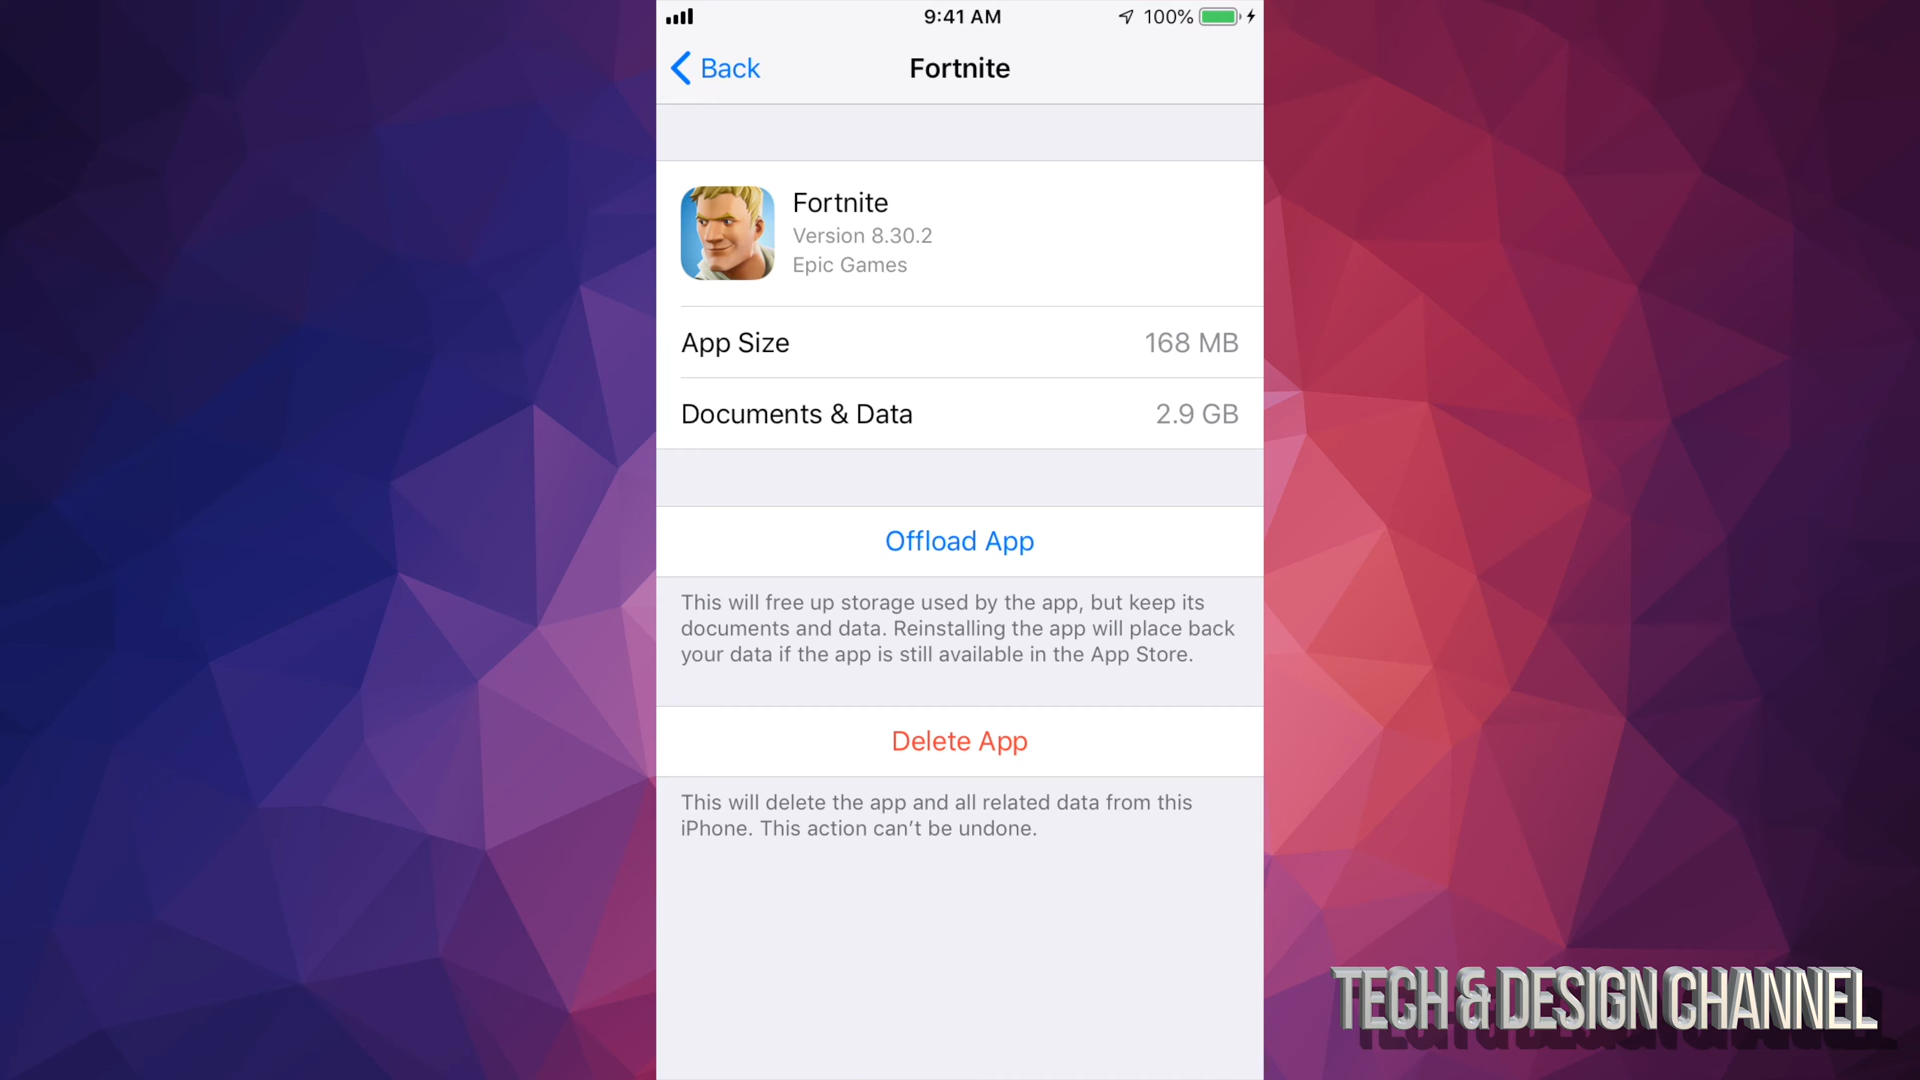 9:41 AM
100%
Back
Fortnite
Fortnite
Version 8.30.2
Epic Games
App Size
168 MB
Documents & Data
2.9 GB
Offload App
This will free up storage used by the app, but keep its
documents and data. Reinstalling the app will place back
your data if the app is still available in the App Store.
Delete App
This will delete the app and all related data from this
iPhone. This action can’t be undone.
TECH & DESIGN CHANNEL